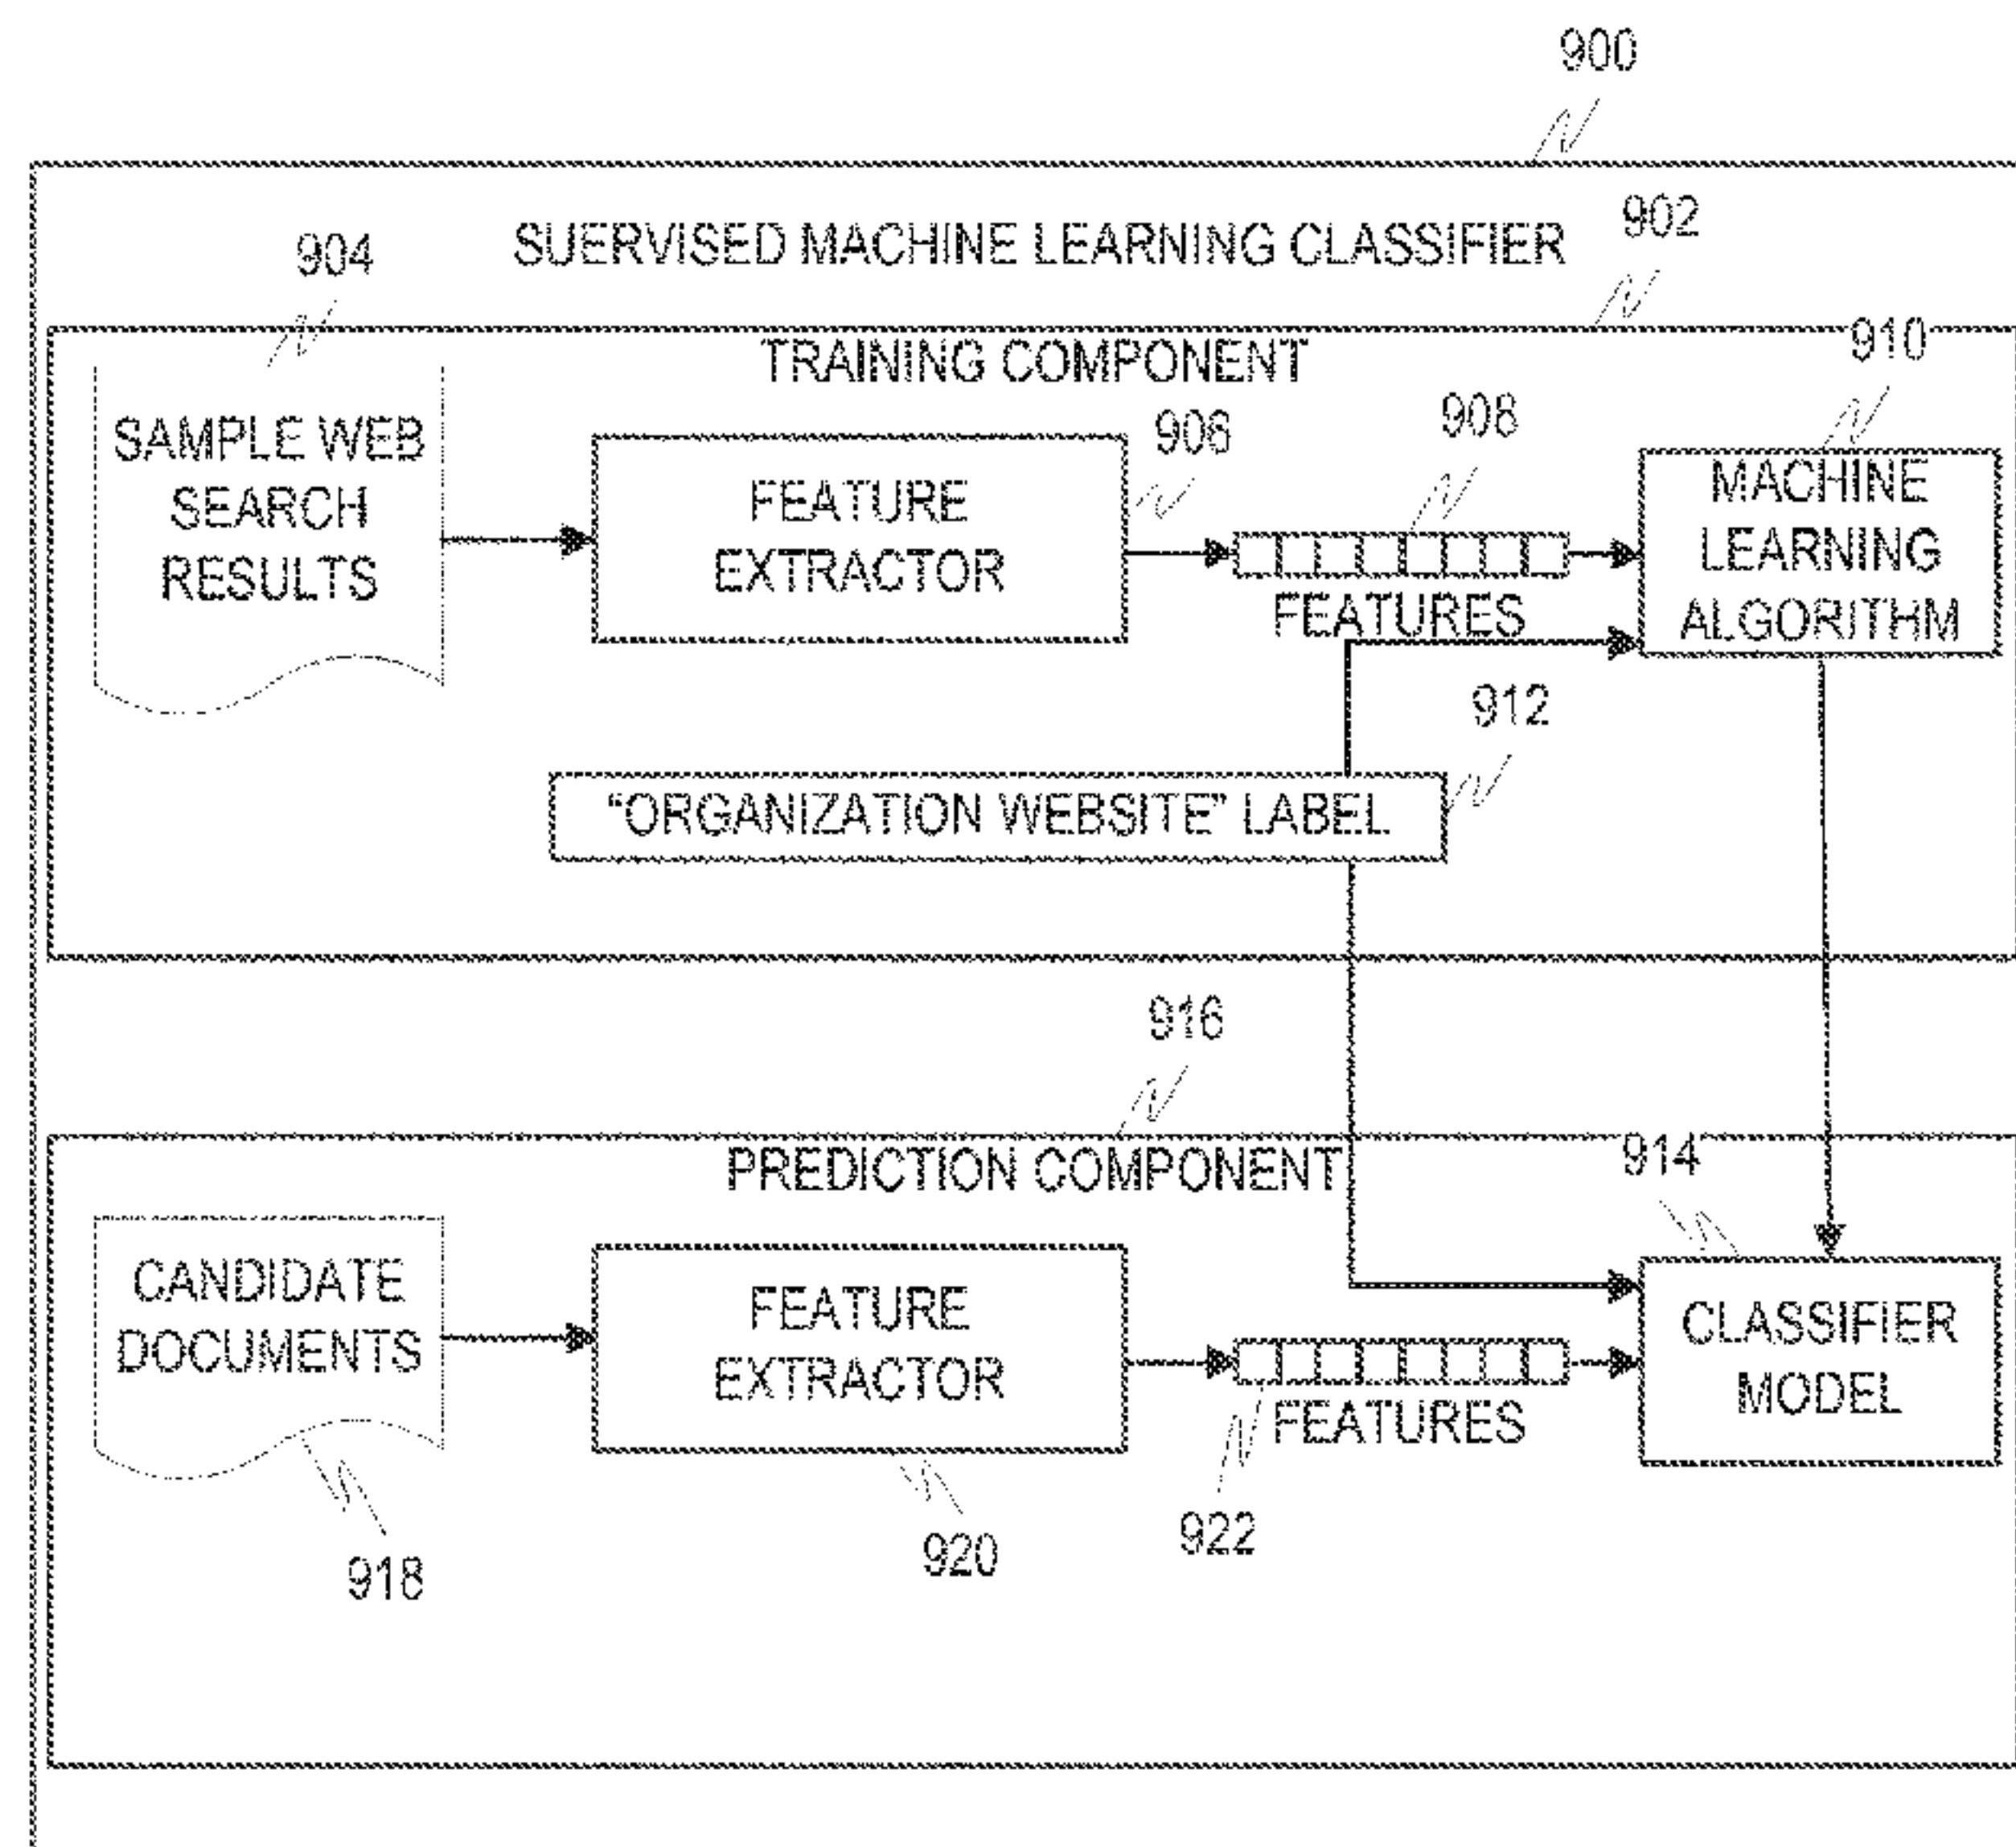 900
SUERVISED MACHINE LEARNING CLASSIFIER
902
904
TRAINING COMPONENT
910
SAMPLE WEB
SEARCH
RESULTS
FEATURE
EXTRACTOR
906
908
FEATURES
MACHINE
LEARNING
ALGORITHM
912
"ORGANIZATION WEBSITE" LABEL
916
PREDICTION COMPONENT
914
CANDIDATE
DOCUMENTS
FEATURE
EXTRACTOR
FEATURES
CLASSIFIER
MODEL
918
920
922